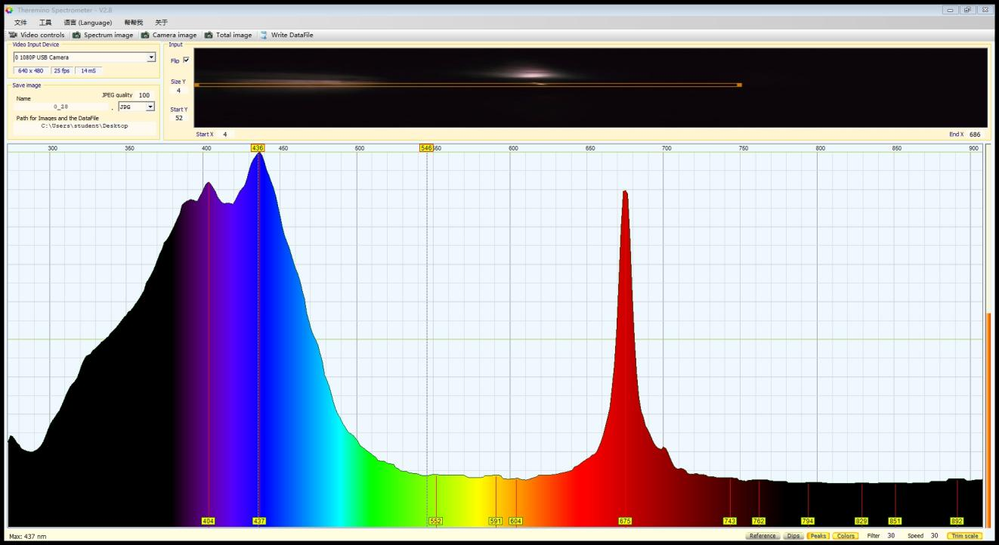 Theremino Spectrometer - V2.8
文件 工具 语言 (Language) 帮帮我 关于
Video controls Spectrum image Camera image Total image Write DataFile
Video Input Device
0 1080P USB Camera
640 x 480 25 fps 14 mS
Save image
Name JPEG quality 100
0_28 . JPG
Path for Images and the DataFile
C:\Users\student\Desktop
Input
Flip
Size Y
4
Start Y
52
Start X 4 End X 686
300 350 400 436 450 500 546 550 600 650 700 750 800 850 900
404 437 552 591 604 675 743 762 794 829 851 892
Max: 437 nm Reference Dips Peaks Colors Filter 30 Speed 30 Trim scale